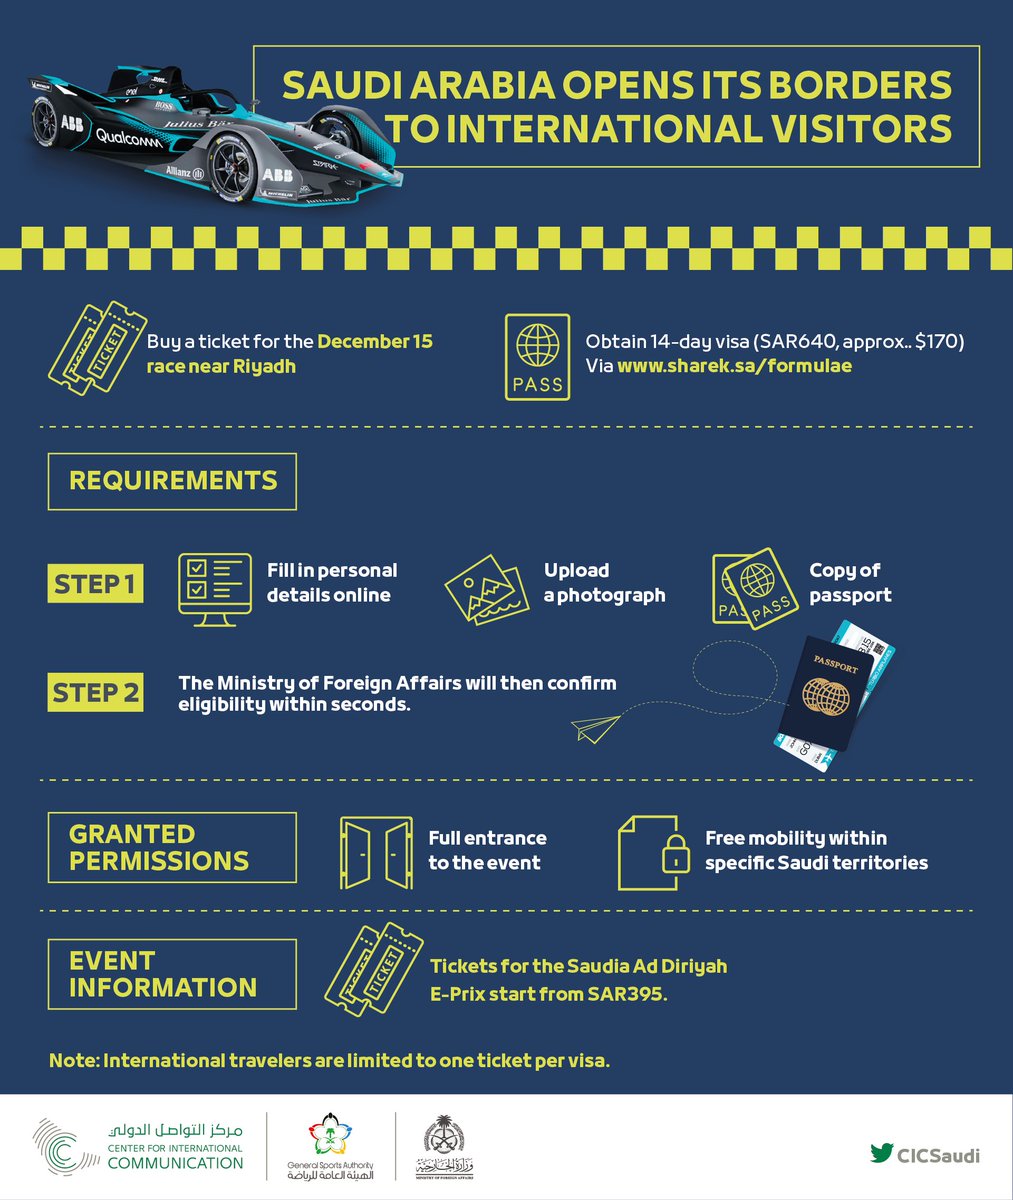 SAUDI ARABIA OPENS ITS BORDERS
TO INTERNATIONAL VISITORS
ABB
Qualcomm
enel
BOSS
Julius Bär
Allianz
ABB
MICHELIN
Julius Bär
Buy a ticket for the December 15
race near Riyadh
TICKET
PASS
Obtain 14-day visa (SAR640, approx.. $170)
Via www.sharek.sa/formulae
REQUIREMENTS
STEP 1
Fill in personal
details online
Upload
a photograph
PASS
Copy of
passport
STEP 2
The Ministry of Foreign Affairs will then confirm
eligibility within seconds.
PASSPORT
GRANTED
PERMISSIONS
Full entrance
to the event
Free mobility within
specific Saudi territories
EVENT
INFORMATION
TICKET
Tickets for the Saudia Ad Diriyah
E-Prix start from SAR395.
Note: International travelers are limited to one ticket per visa.
مركز التواصل الدولي
CENTER FOR INTERNATIONAL
COMMUNICATION
General Sports Authority
الهيئة العامة للرياضة
وزارة الخارجية
MINISTRY OF FOREIGN AFFAIRS
CICSaudi